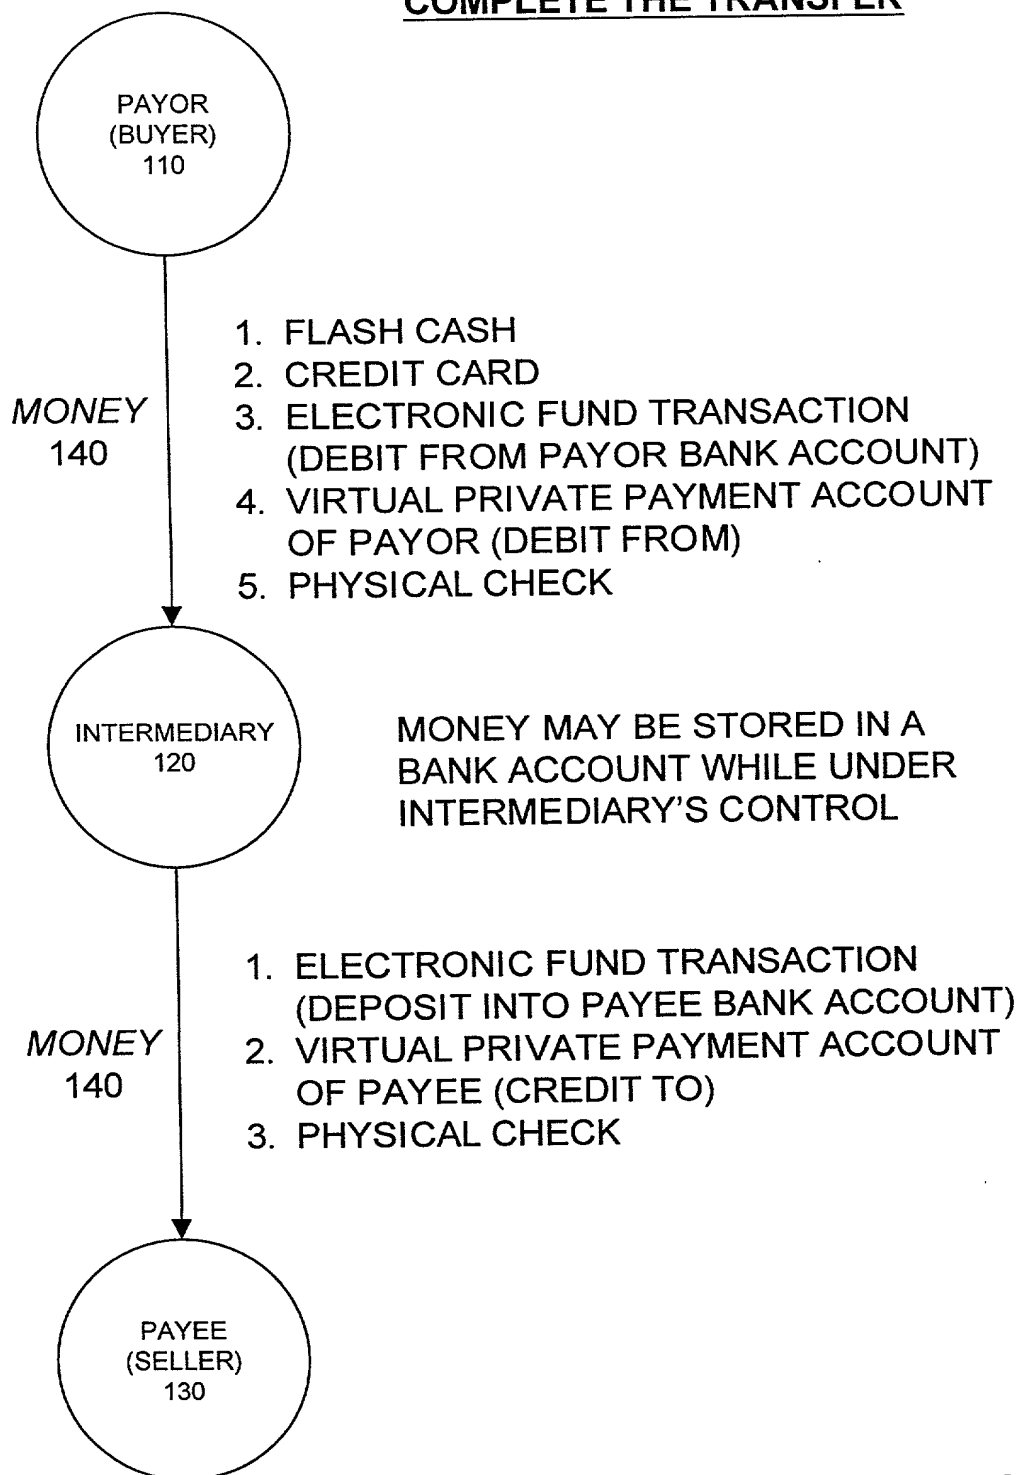 COMPLETE THE TRANSFER
PAYOR
(BUYER)
110
MONEY
140
1. FLASH CASH
2. CREDIT CARD
3. ELECTRONIC FUND TRANSACTION
(DEBIT FROM PAYOR BANK ACCOUNT)
4. VIRTUAL PRIVATE PAYMENT ACCOUNT
OF PAYOR (DEBIT FROM)
5. PHYSICAL CHECK
INTERMEDIARY
120
MONEY MAY BE STORED IN A
BANK ACCOUNT WHILE UNDER
INTERMEDIARY'S CONTROL
MONEY
140
1. ELECTRONIC FUND TRANSACTION
(DEPOSIT INTO PAYEE BANK ACCOUNT)
2. VIRTUAL PRIVATE PAYMENT ACCOUNT
OF PAYEE (CREDIT TO)
3. PHYSICAL CHECK
PAYEE
(SELLER)
130